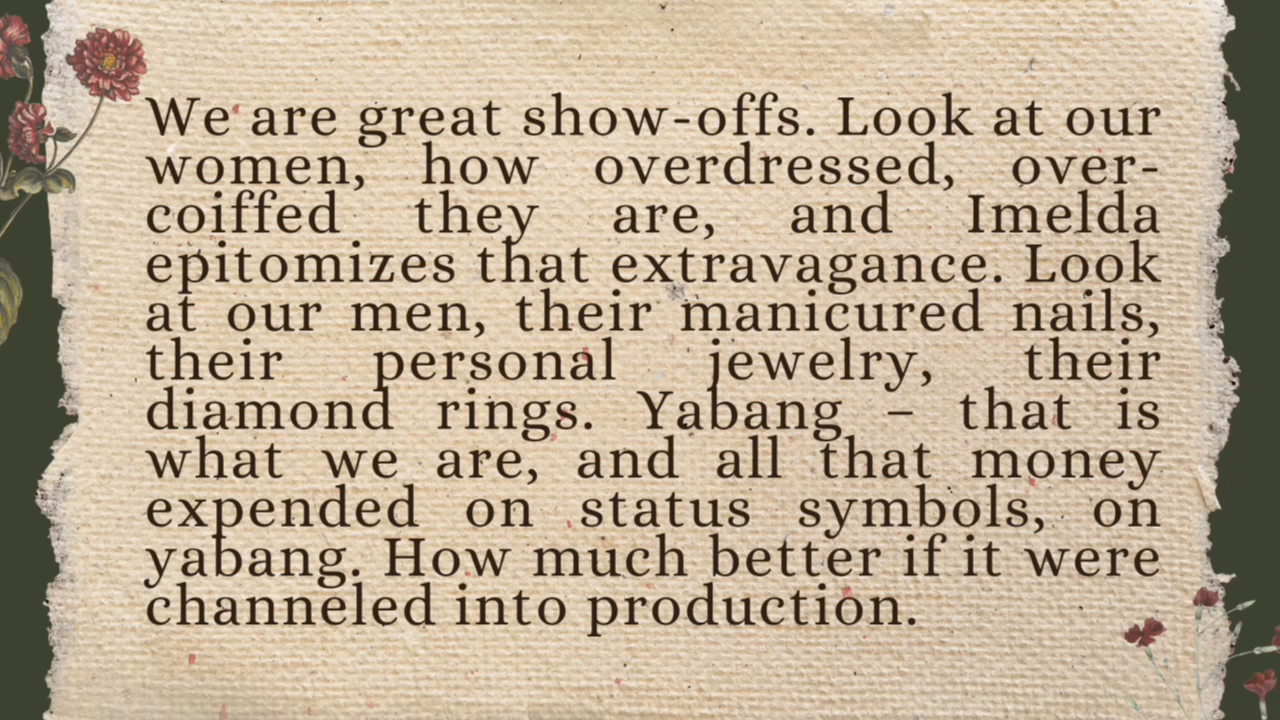 We are great show-offs. Look at our
women, how overdressed, over-
coiffed they are, and Imelda
epitomizes that extravagance. Look
at our men, their manicured nails,
their personal jewelry, their
diamond rings. Yabang – that is
what we are, and all that money
expended on status symbols, on
yabang. How much better if it were
channeled into production.